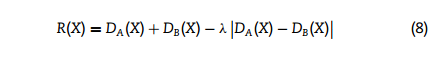 R(X) = D_A(X) + D_B(X) − λ |D_A(X) − D_B(X)| (8)